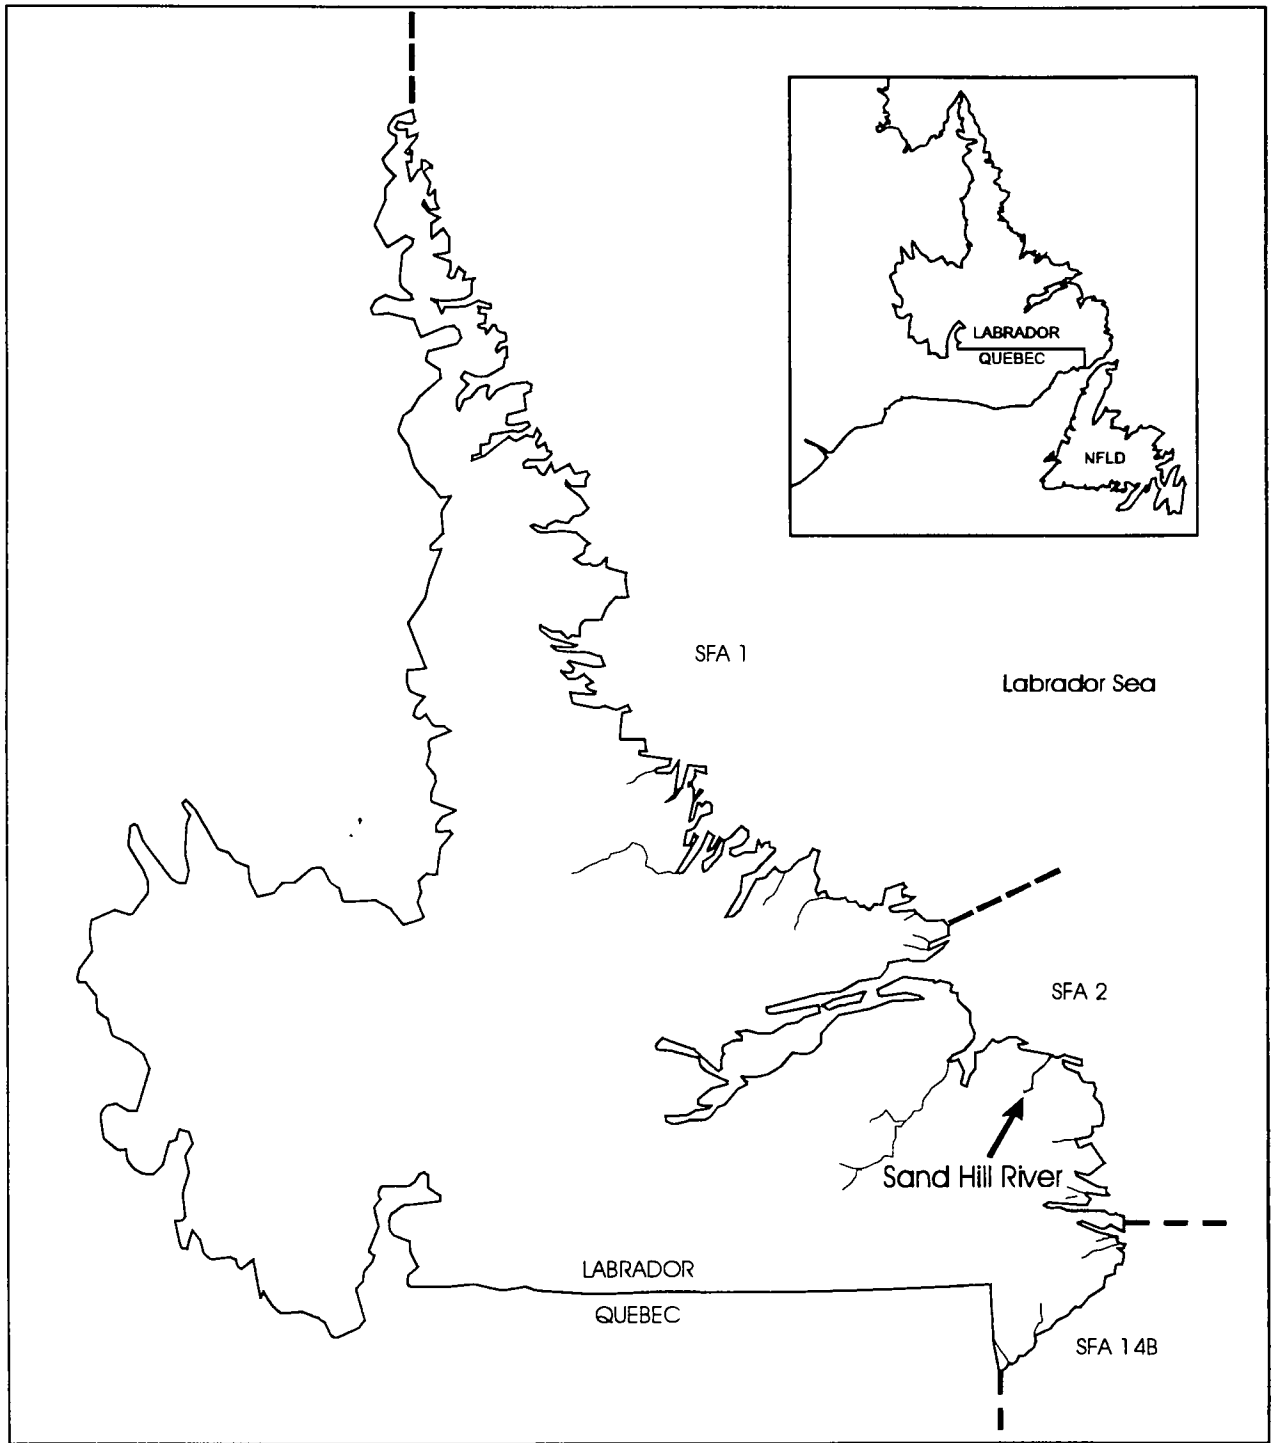 LABRADOR
QUEBEC
NFLD
SFA 1
Labrador Sea
SFA 2
Sand Hill River
LABRADOR
QUEBEC
SFA 14B